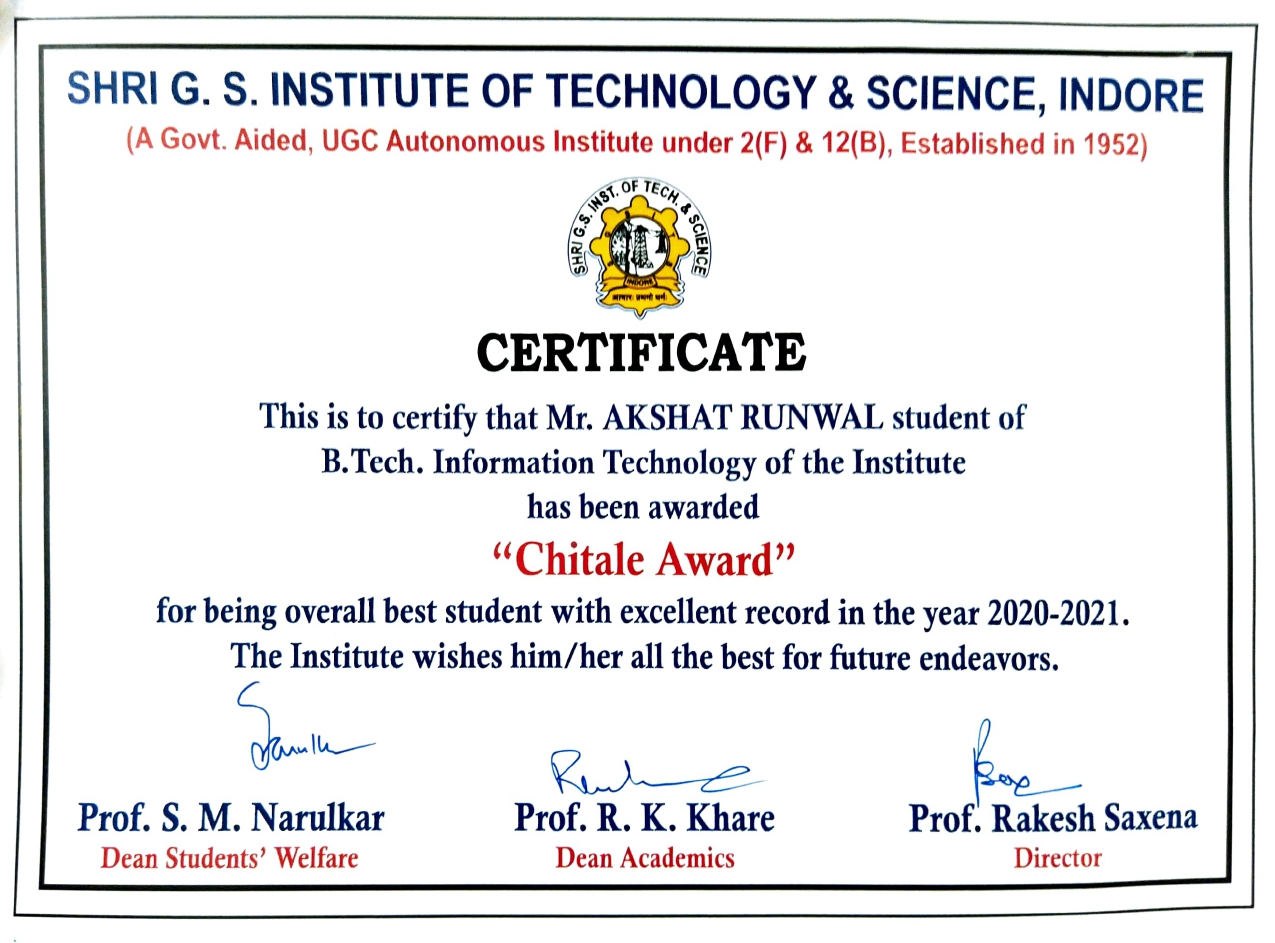 SHRI G. S. INSTITUTE OF TECHNOLOGY & SCIENCE, INDORE
(A Govt. Aided, UGC Autonomous Institute under 2(F) & 12(B), Established in 1952)
SHRI G.S. INST. OF TECH. & SCIENCE
INDORE
CERTIFICATE
This is to certify that Mr. AKSHAT RUNWAL student of
B.Tech. Information Technology of the Institute
has been awarded
“Chitale Award”
for being overall best student with excellent record in the year 2020-2021.
The Institute wishes him/her all the best for future endeavors.
Prof. S. M. Narulkar Prof. R. K. Khare Prof. Rakesh Saxena
Dean Students’ Welfare Dean Academics Director